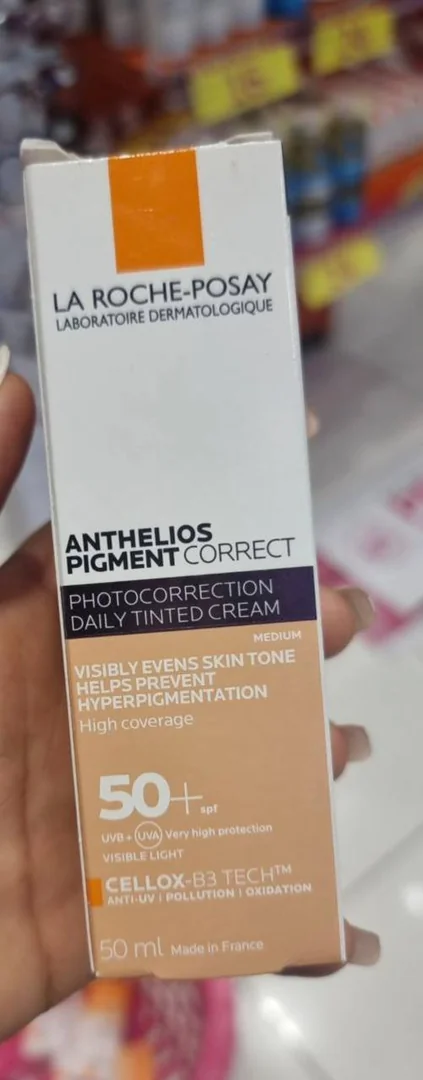 LA ROCHE-POSAY
LABORATOIRE DERMATOLOGIQUE
ANTHELIOS
PIGMENT CORRECT
PHOTOCORRECTION
DAILY TINTED CREAM
MEDIUM
VISIBLY EVENS SKIN TONE
HELPS PREVENT
HYPERPIGMENTATION
High coverage
50+ spf
UVB + UVA Very high protection
VISIBLE LIGHT
CELLOX-B3 TECH™
ANTI-UV | POLLUTION | OXIDATION
50 ml Made in France